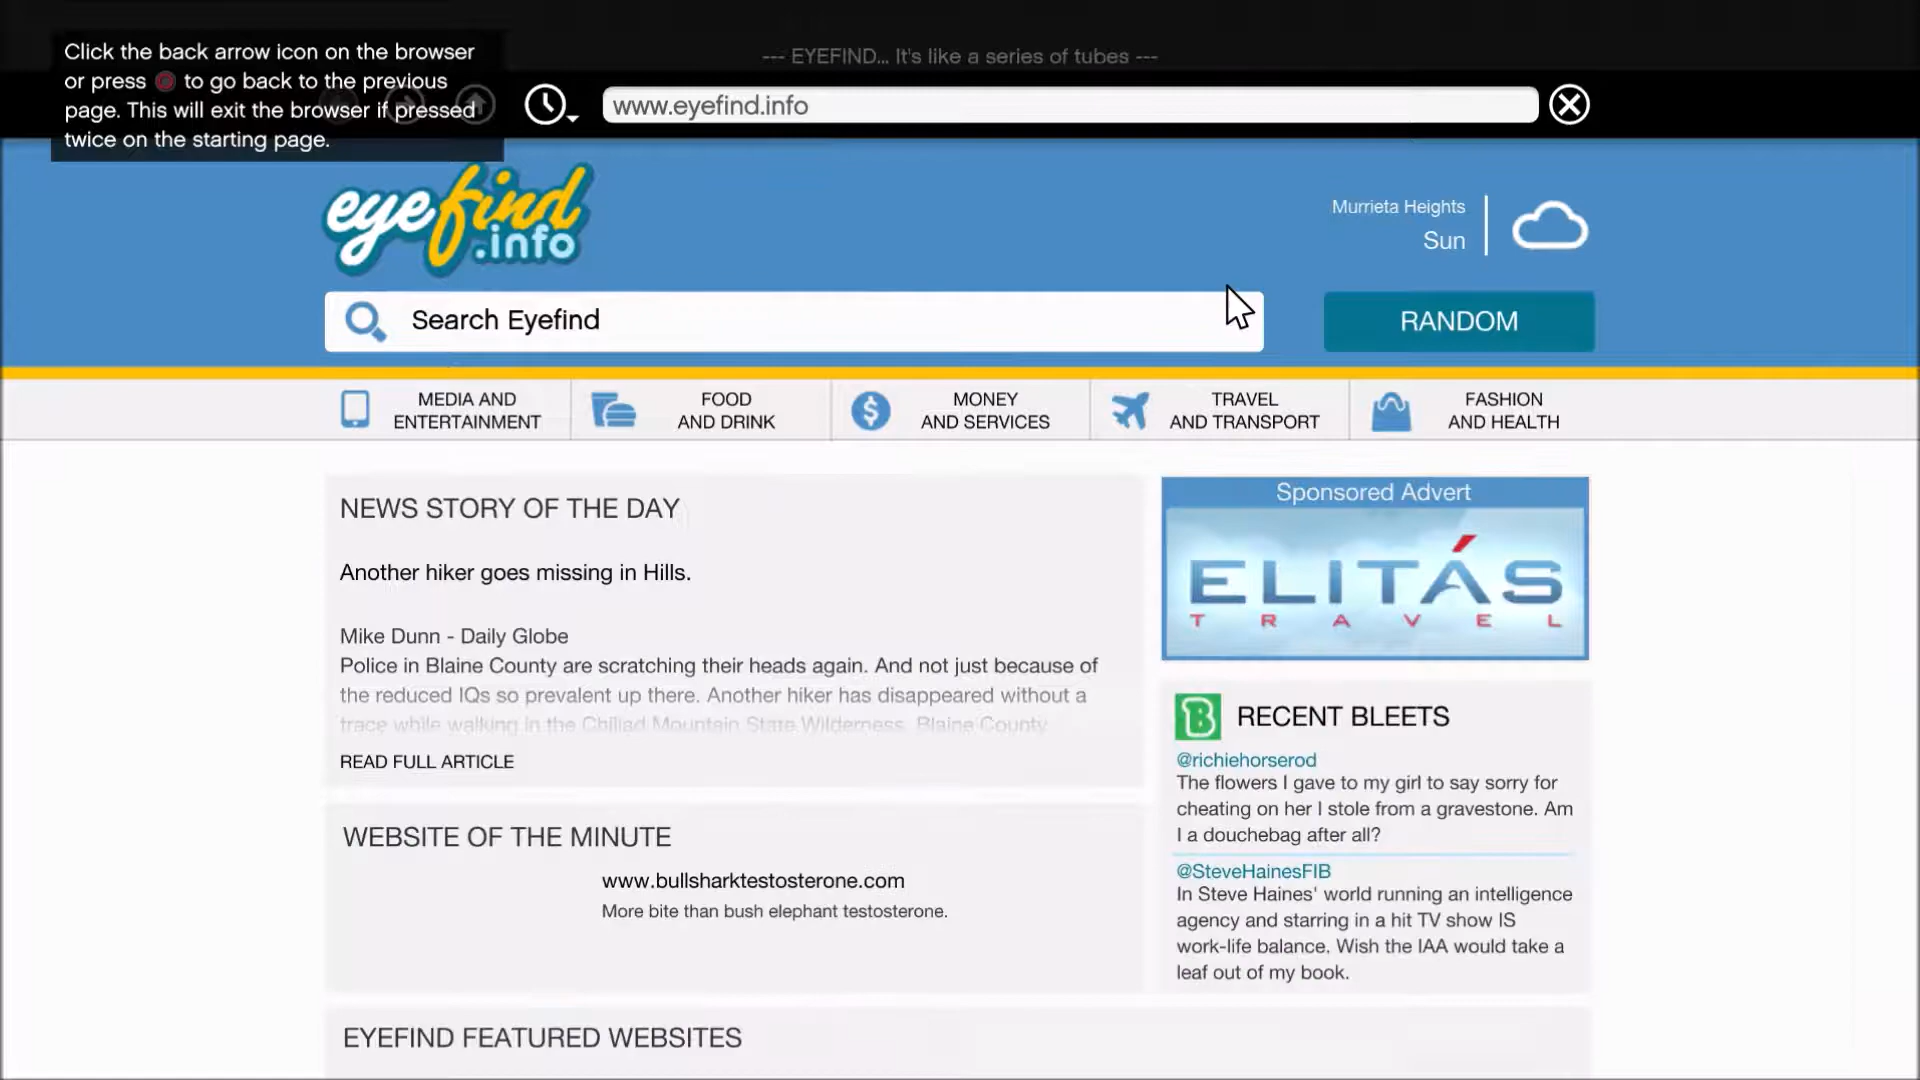 --- EYEFIND... It's like a series of tubes ---
Click the back arrow icon on the browser
or press to go back to the previous
page. This will exit the browser if pressed
twice on the starting page.
www.eyefind.info
eyefind
.info
Murrieta Heights
Sun
Search Eyefind
RANDOM
MEDIA AND
ENTERTAINMENT
FOOD
AND DRINK
MONEY
AND SERVICES
TRAVEL
AND TRANSPORT
FASHION
AND HEALTH
NEWS STORY OF THE DAY
Another hiker goes missing in Hills.
Mike Dunn - Daily Globe
Police in Blaine County are scratching their heads again. And not just because of
the reduced IQs so prevalent up there. Another hiker has disappeared without a
trace while walking in the Chiliad Mountain State Wilderness. Blaine County
READ FULL ARTICLE
WEBSITE OF THE MINUTE
www.bullsharktestosterone.com
More bite than bush elephant testosterone.
EYEFIND FEATURED WEBSITES
Sponsored Advert
ELITÁS
TRAVEL
RECENT BLEETS
@richiehorserod
The flowers I gave to my girl to say sorry for
cheating on her I stole from a gravestone. Am
I a douchebag after all?
@SteveHainesFIB
In Steve Haines' world running an intelligence
agency and starring in a hit TV show IS
work-life balance. Wish the IAA would take a
leaf out of my book.